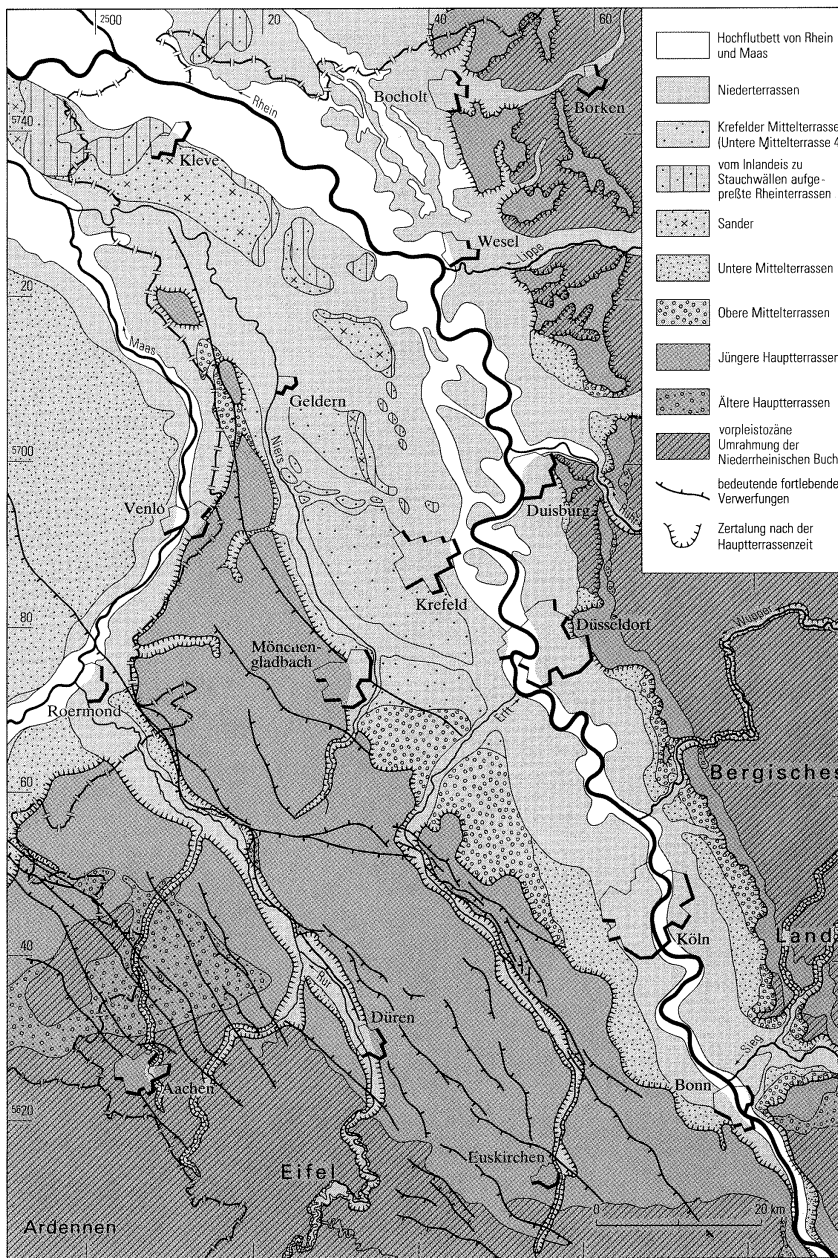 2500
20
40
60
Hochflutbett von Rhein
und Maas
Niederterrassen
Krefelder Mittelterrasse
(Untere Mittelterrasse 4
vom Inlandeis zu
Stauchwällen aufge-
preßte Rheinterrassen
Sander
Untere Mittelterrassen
Obere Mittelterrassen
Jüngere Hauptterrassen
Ältere Hauptterrassen
vorpleistozäne
Umrahmung der
Niederrheinischen Buch
bedeutende fortlebende
Verwerfungen
Zertalung nach der
Hauptterrassenzeit
Rhein
Bocholt
Borken
5740
Kleve
Wesel
Lippe
20
Maas
Geldern
Niers
5700
Venlo
Duisburg
Ruhr
Krefeld
80
Düsseldorf
Wupper
Mönchen-
gladbach
Roermond
Erft
60
Bergisches
40
Köln
Land
Rur
Düren
Sieg
Aachen
Bonn
5620
Euskirchen
Eifel
0
20 km
Ardennen